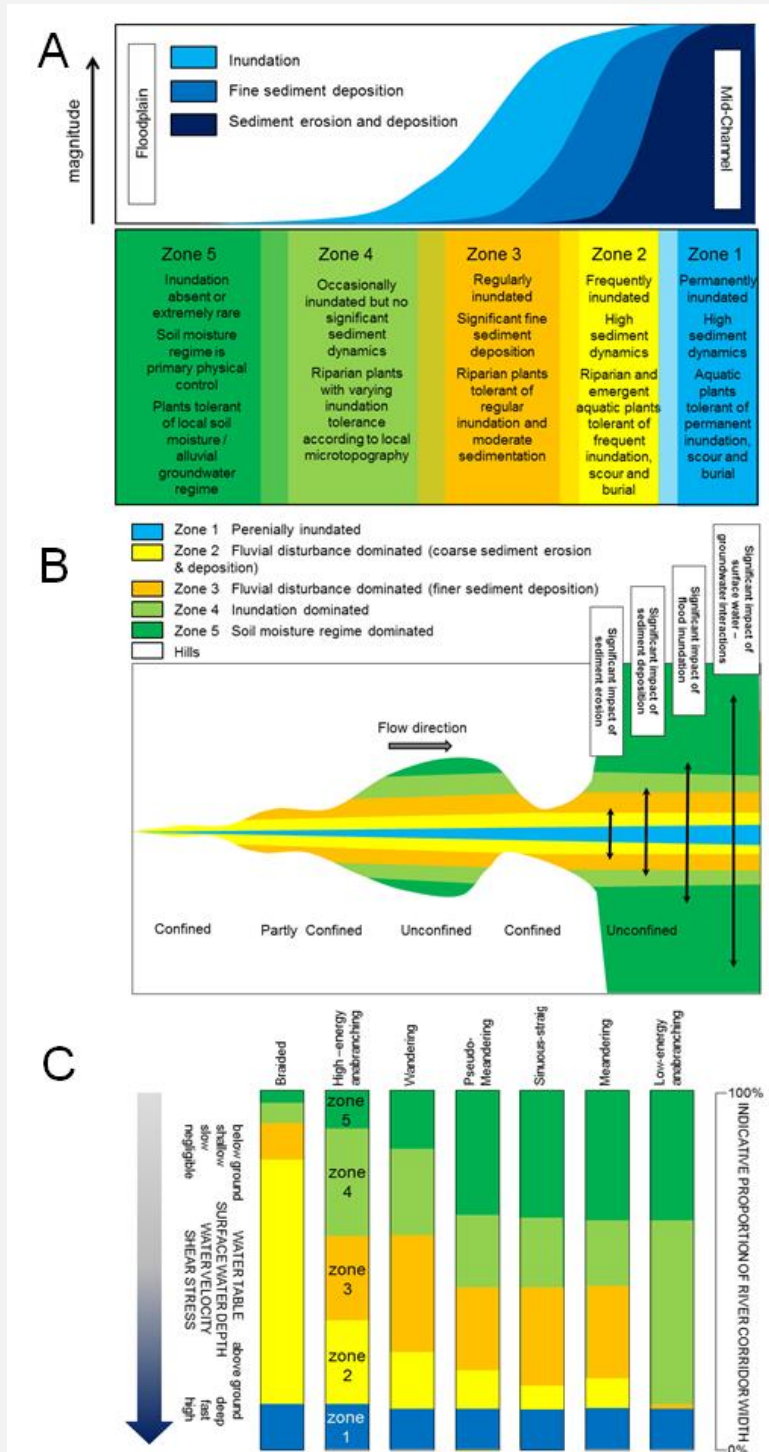 A
magnitude
Floodplain
Inundation
Fine sediment deposition
Sediment erosion and deposition
Mid-Channel
Zone 5
Inundation
absent or
extremely rare
Soil moisture
regime is
primary physical
control
Plants tolerant
of local soil
moisture /
alluvial
groundwater
regime
Zone 4
Occasionally
inundated but no
significant
sediment
dynamics
Riparian plants
with varying
inundation
tolerance
according to local
microtopography
Zone 3
Regularly
inundated
Significant fine
sediment
deposition
Riparian plants
tolerant of
regular
inundation and
moderate
sedimentation
Zone 2
Frequently
inundated
High
sediment
dynamics
Riparian and
emergent
aquatic plants
tolerant of
frequent
inundation,
scour and
burial
Zone 1
Permanently
inundated
High
sediment
dynamics
Aquatic
plants
tolerant of
permanent
inundation,
scour and
burial
B
Zone 1 Perenially inundated
Zone 2 Fluvial disturbance dominated (coarse sediment erosion
& deposition)
Zone 3 Fluvial disturbance dominated (finer sediment deposition)
Zone 4 Inundation dominated
Zone 5 Soil moisture regime dominated
Hills
Significant impact of
sediment erosion
Significant impact of
sediment deposition
Significant impact of
flood inundation
Significant impact of
surface water –
groundwater interactions
Flow direction
Confined
Partly Confined
Unconfined
Confined
Unconfined
C
Braided
High-energy
anabranching
Wandering
Pseudo-
Meandering
Sinuous-straig
Meandering
Low-energy
anabranching
below ground
shallow
slow
negligible
WATER TABLE
SURFACE WATER DEPTH
WATER VELOCITY
SHEAR STRESS
above ground
deep
fast
high
zone
5
zone
4
zone
3
zone
2
zone
1
100%
INDICATIVE PROPORTION OF RIVER CORRIDOR WIDTH
0%